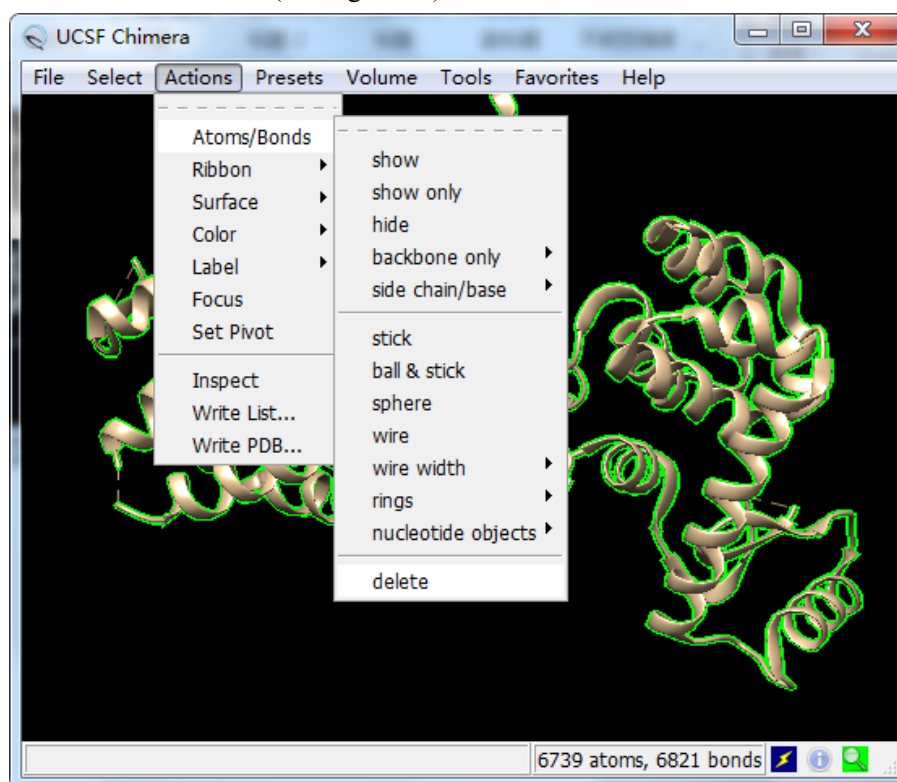 UCSF Chimera
File Select Actions Presets Volume Tools Favorites Help
Atoms/Bonds
Ribbon
Surface
Color
Label
Focus
Set Pivot
Inspect
Write List...
Write PDB...
show
show only
hide
backbone only
side chain/base
stick
ball & stick
sphere
wire
wire width
rings
nucleotide objects
delete
6739 atoms, 6821 bonds